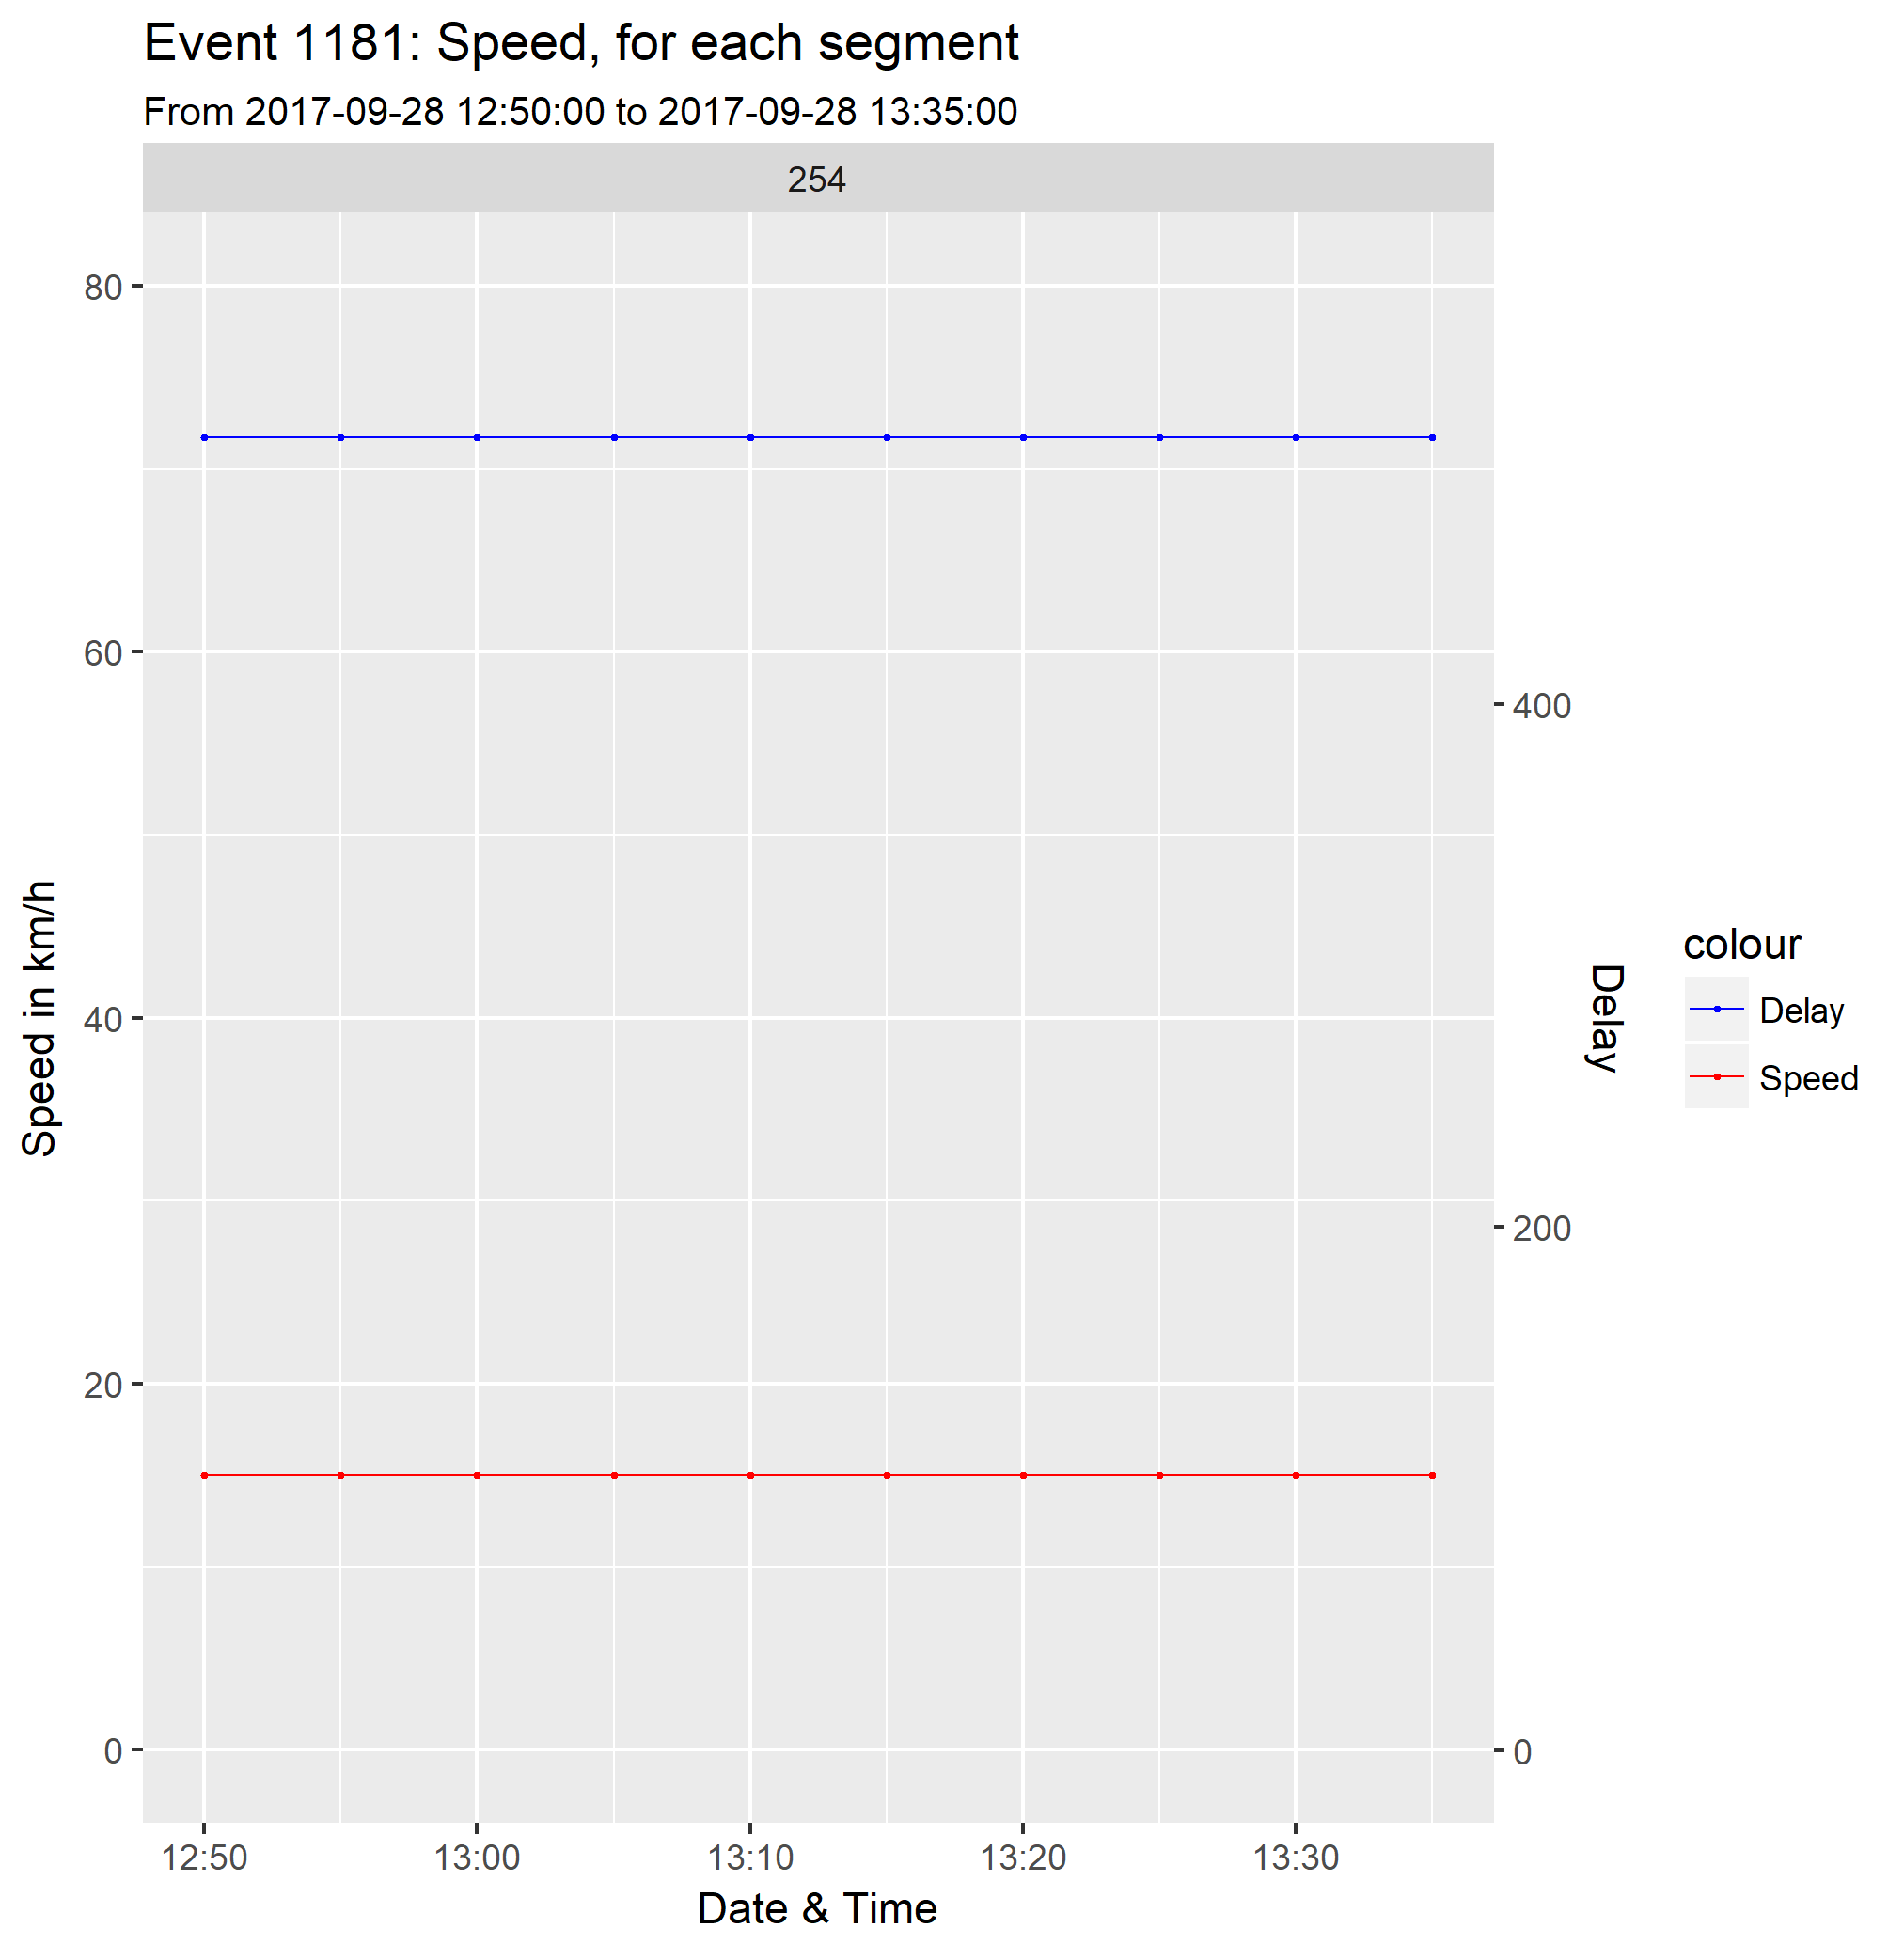 Event 1181: Speed, for each segment
From 2017-09-28 12:50:00 to 2017-09-28 13:35:00
254
80
60
40
20
0
Speed in km/h
400
200
0
Delay
12:50
13:00
13:10
13:20
13:30
Date & Time
colour
Delay
Speed